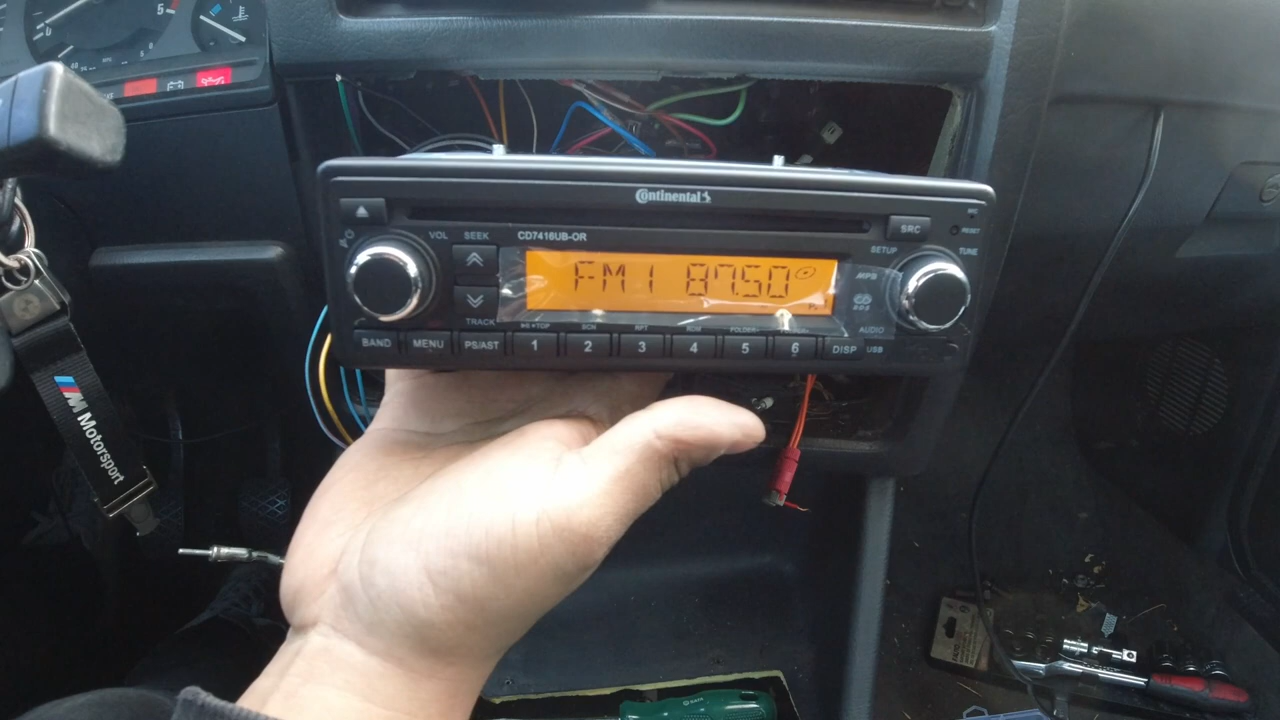 5
Continental
VOL
SEEK
CD7416UB-OR
SRC
RESET
SETUP
TUNE
FM1 87.50
MP3
AUDIO
TRACK
SCN
RPT
RDM
FOLDER-
BAND
MENU
PS/AST
1
2
3
4
5
6
DISP
USB
M Motorsport